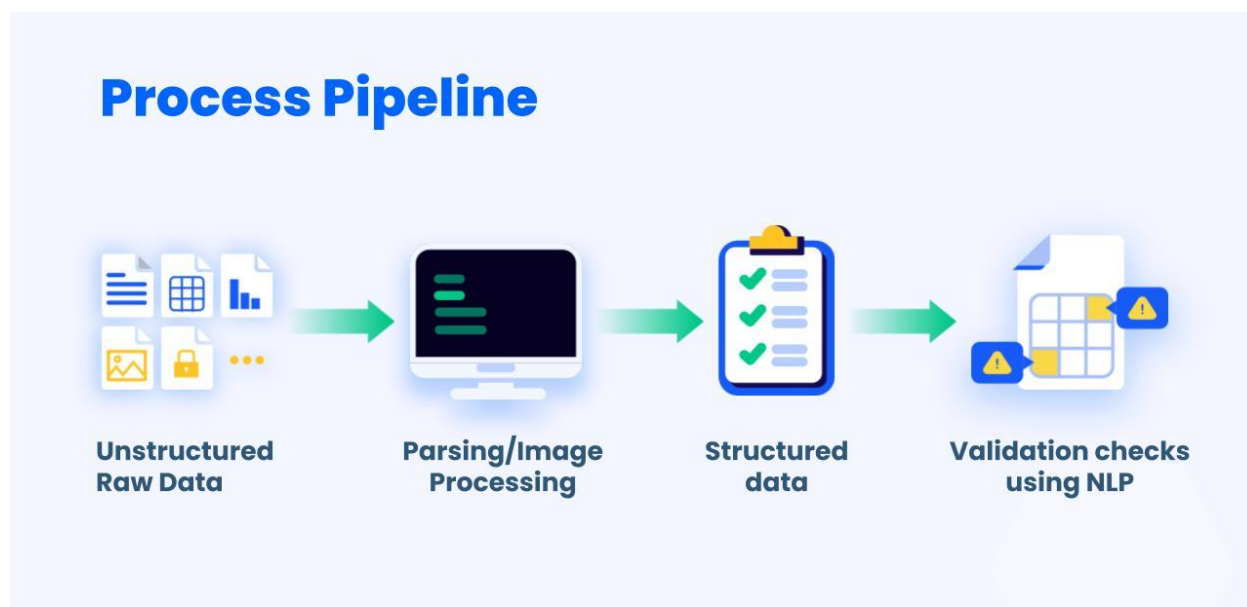 Process Pipeline
Unstructured
Raw Data
Parsing/Image
Processing
Structured
data
Validation checks
using NLP